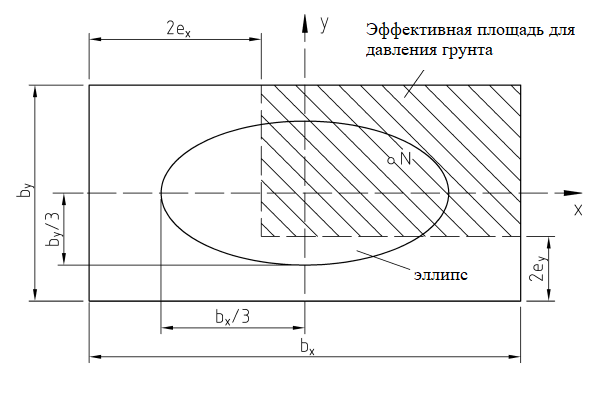 Эффективная площадь для
давления грунта
2eₓ
y
N
x
bᵧ
bᵧ/3
эллипс
2eᵧ
bₓ/3
bₓ